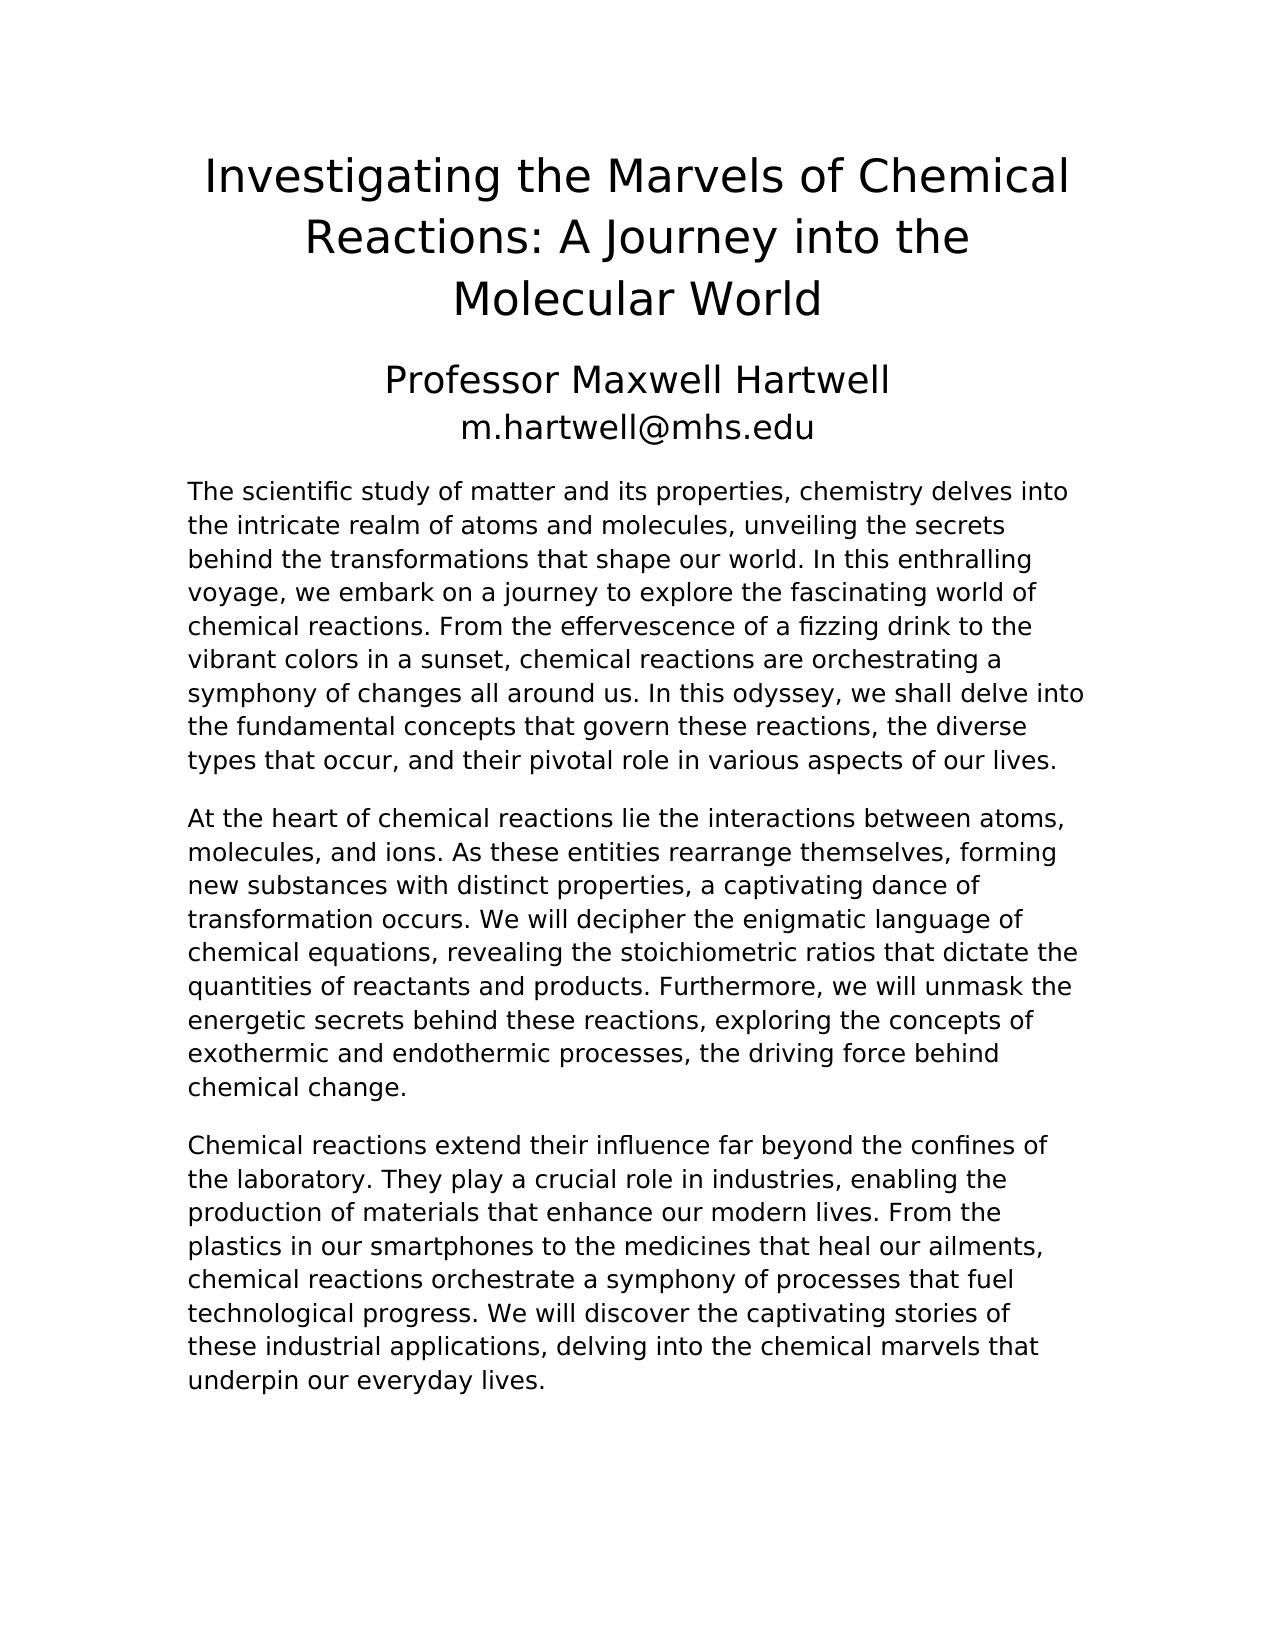 Investigating the Marvels of Chemical
Reactions: A Journey into the
Molecular World
Professor Maxwell Hartwell
m.hartwell@mhs.edu
The scientific study of matter and its properties, chemistry delves into
the intricate realm of atoms and molecules, unveiling the secrets
behind the transformations that shape our world. In this enthralling
voyage, we embark on a journey to explore the fascinating world of
chemical reactions. From the effervescence of a fizzing drink to the
vibrant colors in a sunset, chemical reactions are orchestrating a
symphony of changes all around us. In this odyssey, we shall delve into
the fundamental concepts that govern these reactions, the diverse
types that occur, and their pivotal role in various aspects of our lives.
At the heart of chemical reactions lie the interactions between atoms,
molecules, and ions. As these entities rearrange themselves, forming
new substances with distinct properties, a captivating dance of
transformation occurs. We will decipher the enigmatic language of
chemical equations, revealing the stoichiometric ratios that dictate the
quantities of reactants and products. Furthermore, we will unmask the
energetic secrets behind these reactions, exploring the concepts of
exothermic and endothermic processes, the driving force behind
chemical change.
Chemical reactions extend their influence far beyond the confines of
the laboratory. They play a crucial role in industries, enabling the
production of materials that enhance our modern lives. From the
plastics in our smartphones to the medicines that heal our ailments,
chemical reactions orchestrate a symphony of processes that fuel
technological progress. We will discover the captivating stories of
these industrial applications, delving into the chemical marvels that
underpin our everyday lives.